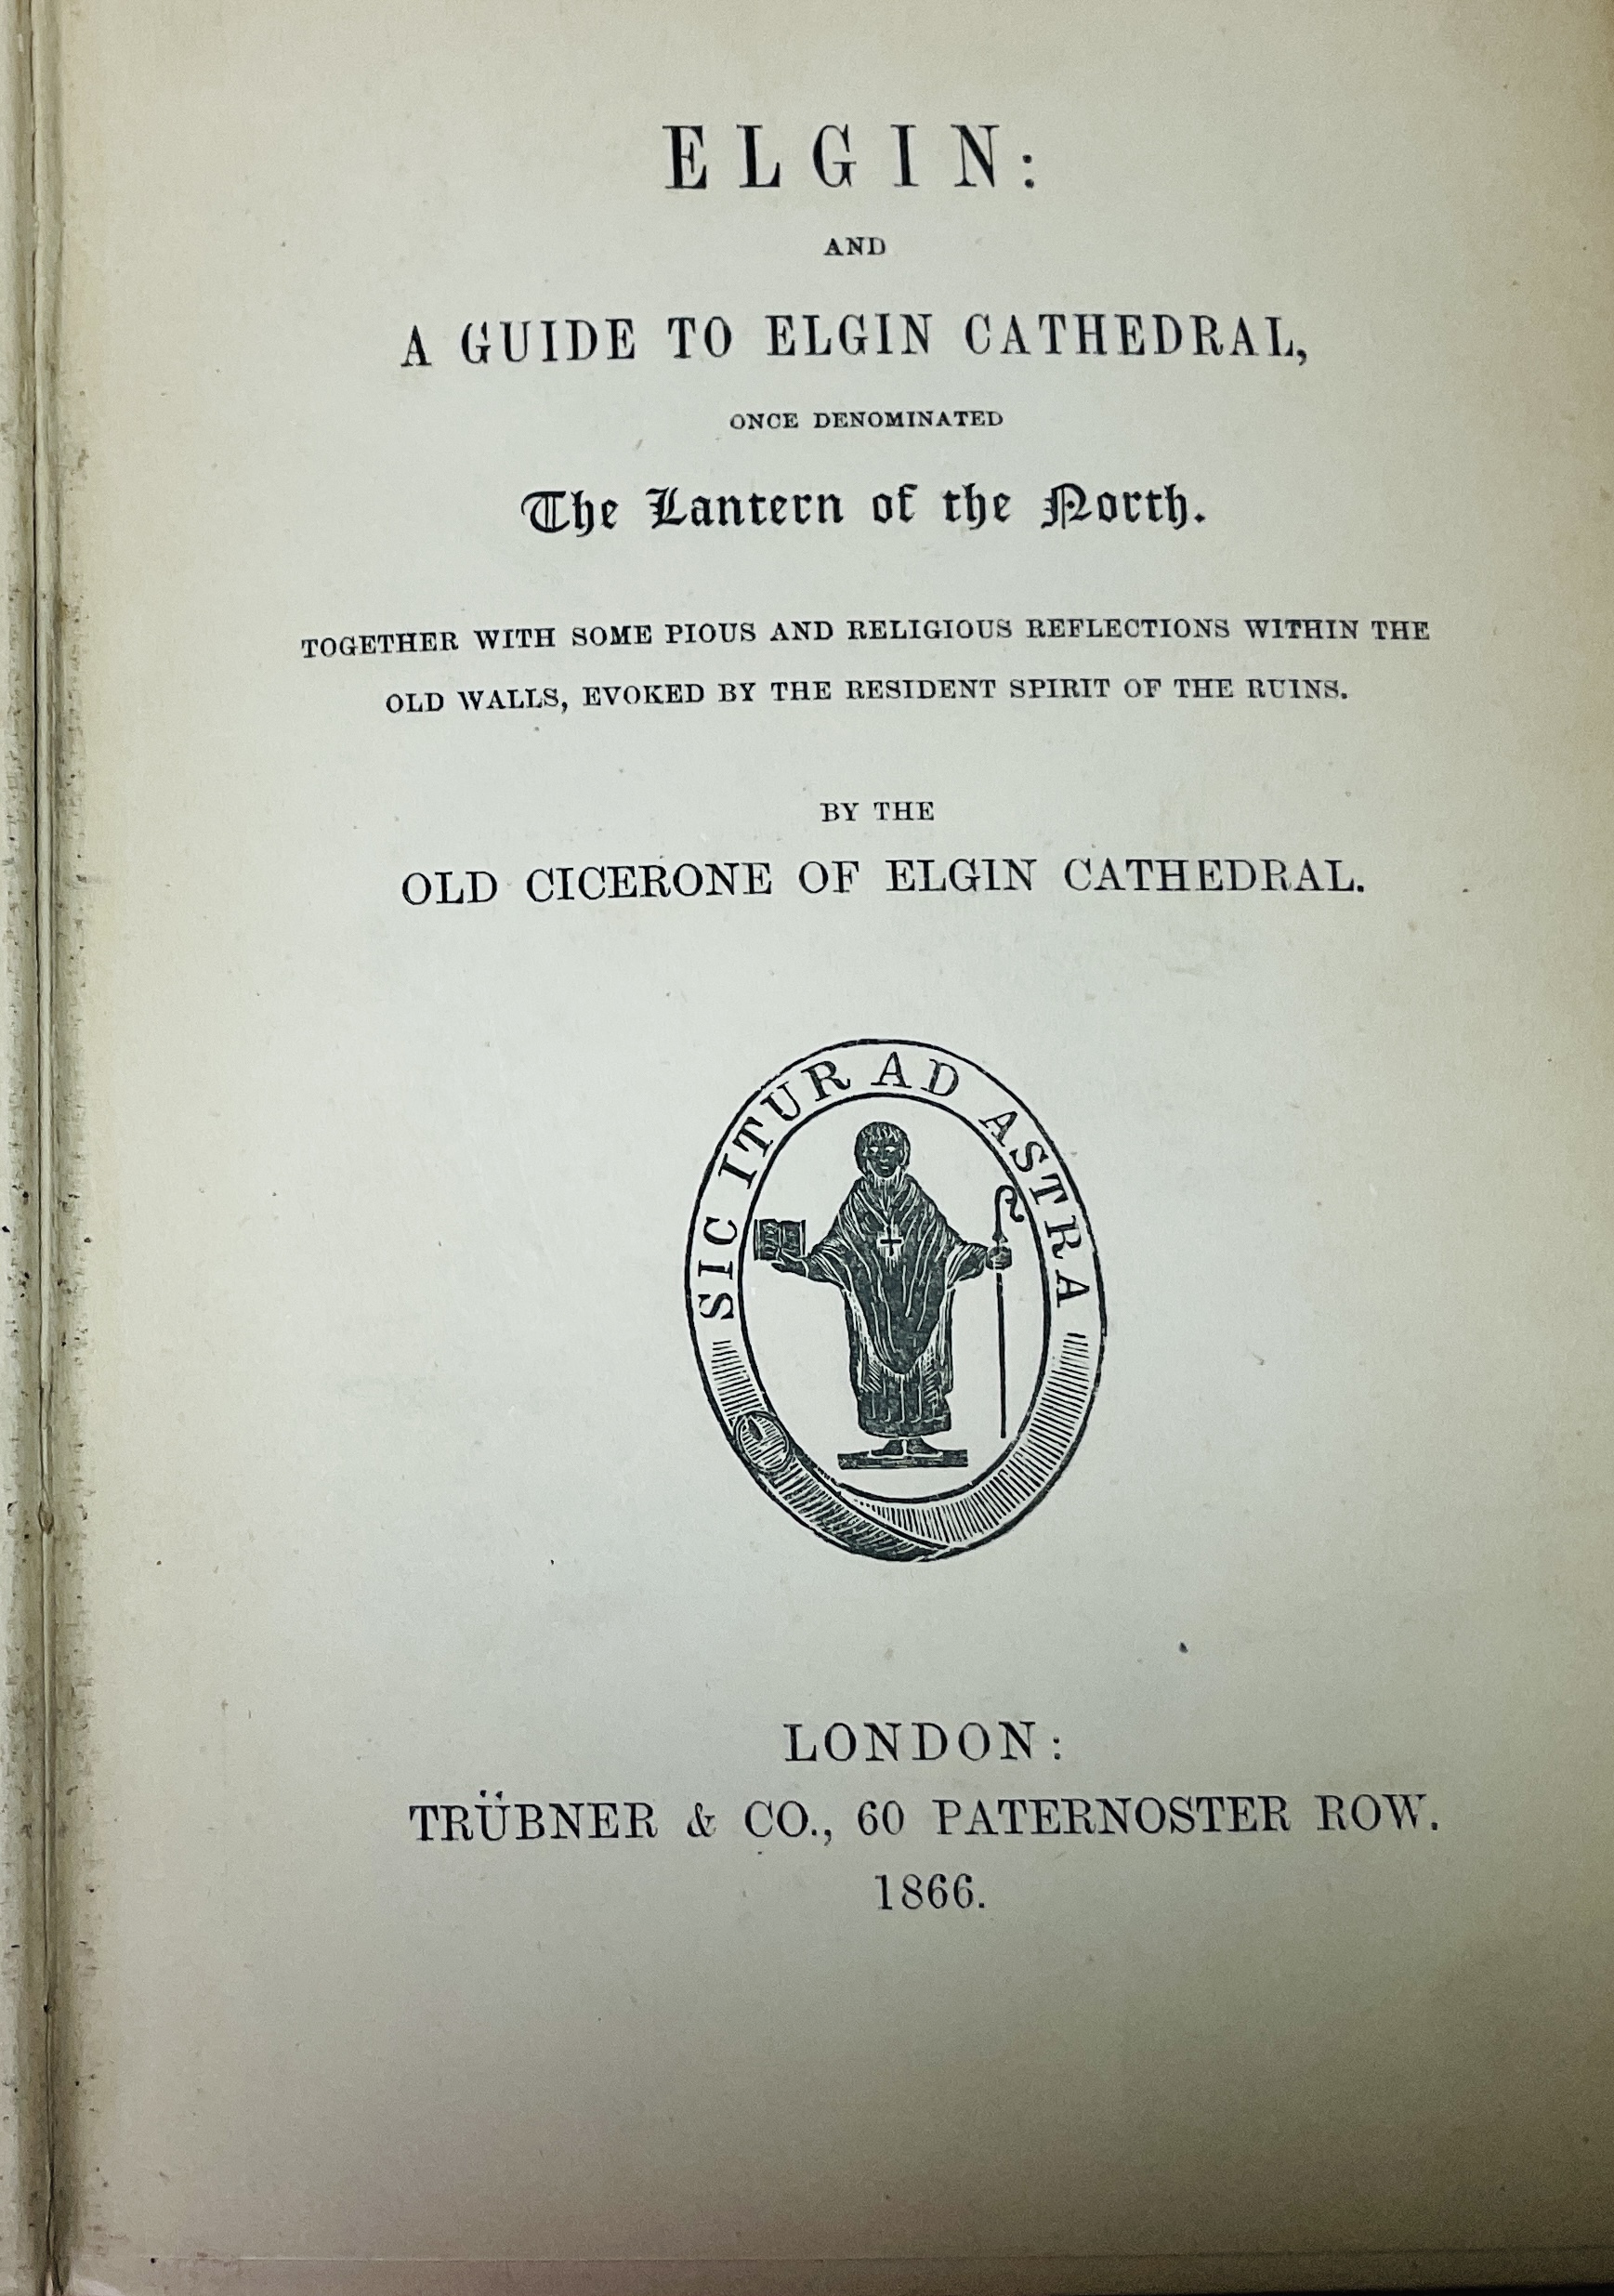 ELGIN:
AND
A GUIDE TO ELGIN CATHEDRAL,
ONCE DENOMINATED
The Lantern of the North.
TOGETHER WITH SOME PIOUS AND RELIGIOUS REFLECTIONS WITHIN THE
OLD WALLS, EVOKED BY THE RESIDENT SPIRIT OF THE RUINS.
BY THE
OLD CICERONE OF ELGIN CATHEDRAL.
SIC ITUR AD ASTRA
LONDON:
TRÜBNER & CO., 60 PATERNOSTER ROW.
1866.